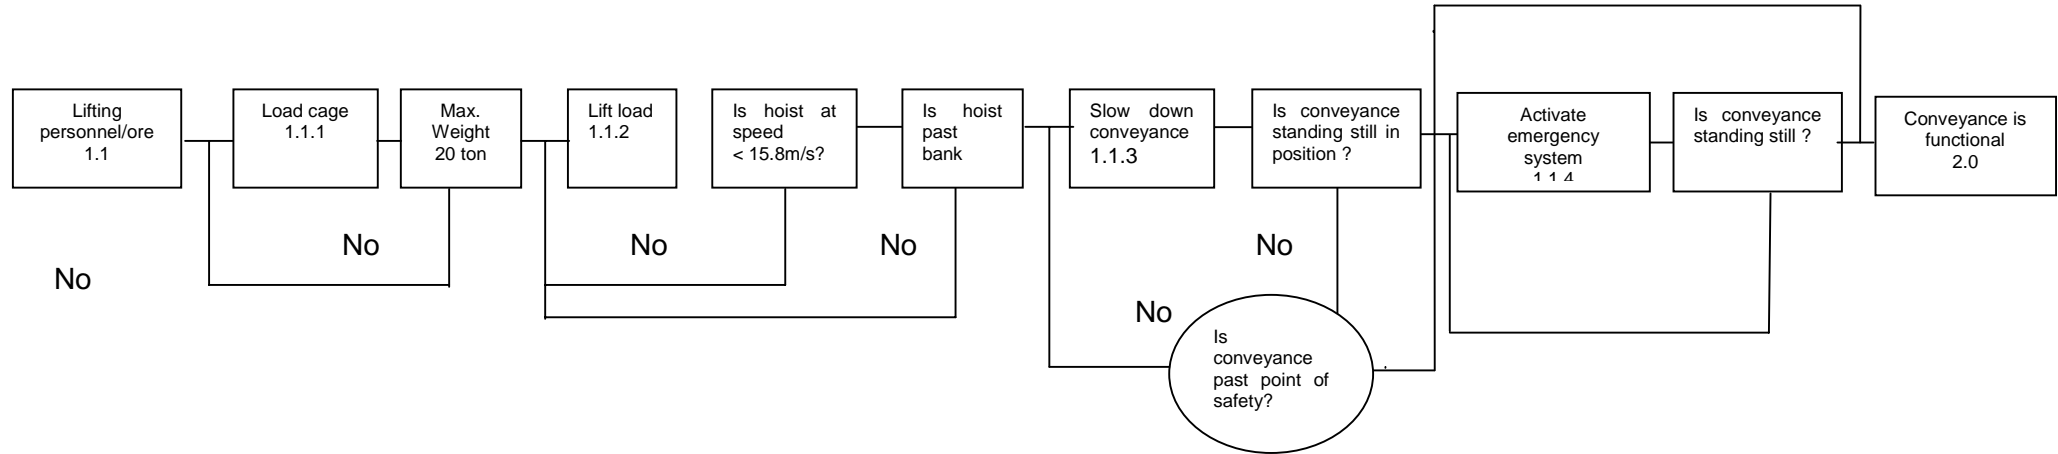 Lifting
personnel/ore
1.1
Load cage
1.1.1
Max.
Weight
20 ton
Lift load
1.1.2
Is hoist at
speed
< 15.8m/s?
Is hoist
past
bank
Slow down
conveyance
1.1.3
Is conveyance
standing still in
position ?
Activate
emergency
system
1.1.4
Is conveyance
standing still ?
Conveyance is
functional
2.0
No
No
No
No
No
No
Is
conveyance
past point of
safety?